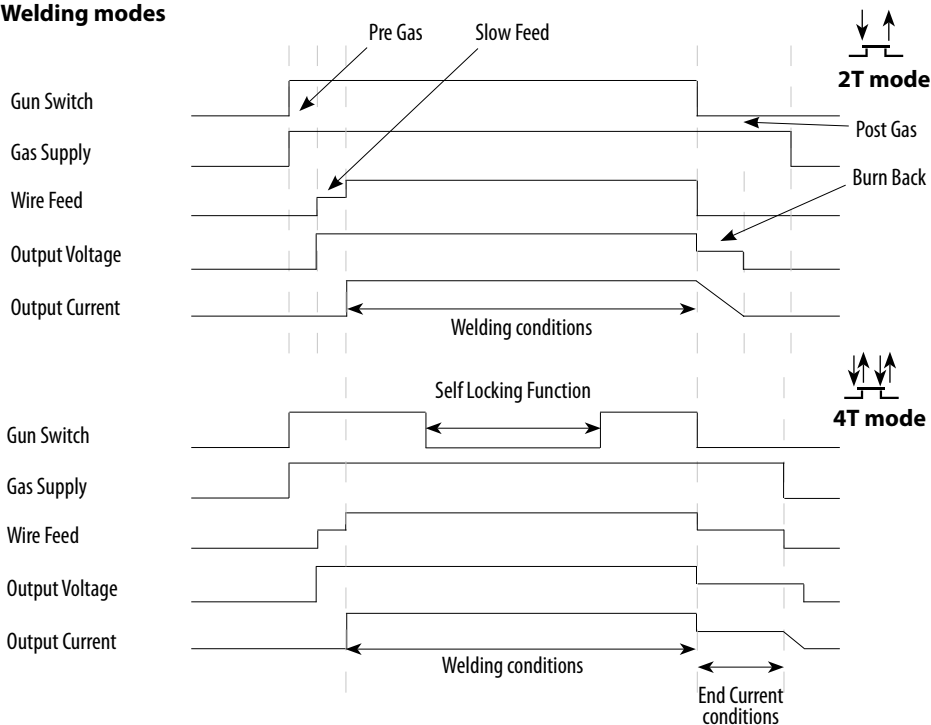 Welding modes
Pre Gas
Slow Feed
2T mode
Gun Switch
Post Gas
Gas Supply
Burn Back
Wire Feed
Output Voltage
Output Current
Welding conditions
Self Locking Function
4T mode
Gun Switch
Gas Supply
Wire Feed
Output Voltage
Output Current
Welding conditions
End Current
conditions